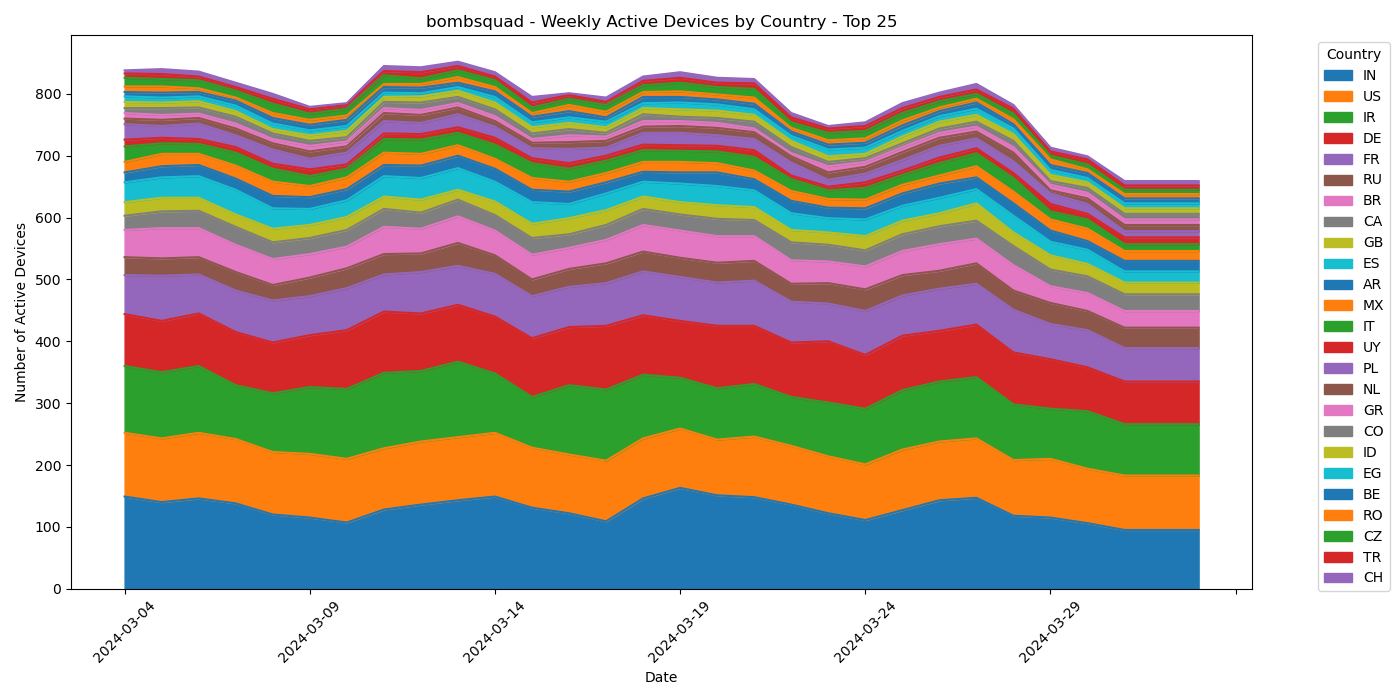 bombsquad - Weekly Active Devices by Country - Top 25
Number of Active Devices
800
700
600
500
400
300
200
100
0
2024-03-04
2024-03-09
2024-03-14
2024-03-19
2024-03-24
2024-03-29
Date
Country
IN
US
IR
DE
FR
RU
BR
CA
GB
ES
AR
MX
IT
UY
PL
NL
GR
CO
ID
EG
BE
RO
CZ
TR
CH